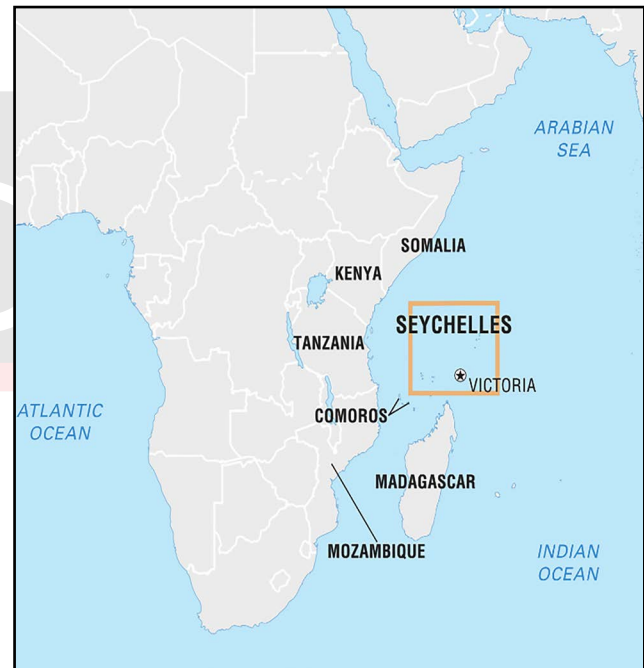 ARABIAN
SEA
SOMALIA
KENYA
SEYCHELLES
TANZANIA
VICTORIA
COMOROS
ATLANTIC
OCEAN
MADAGASCAR
MOZAMBIQUE
INDIAN
OCEAN